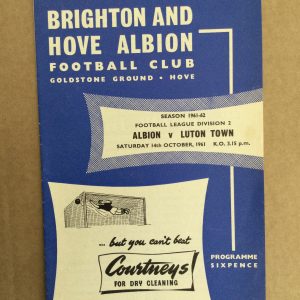 BRIGHTON AND
HOVE ALBION
FOOTBALL CLUB
GOLDSTONE GROUND • HOVE
SEASON 1961-62
FOOTBALL LEAGUE DIVISION 2
ALBION v LUTON TOWN
SATURDAY 14th OCTOBER, 1961 K.O. 3.15 p.m.
... but you can't beat
Courtneys!
FOR DRY CLEANING
PROGRAMME
SIXPENCE